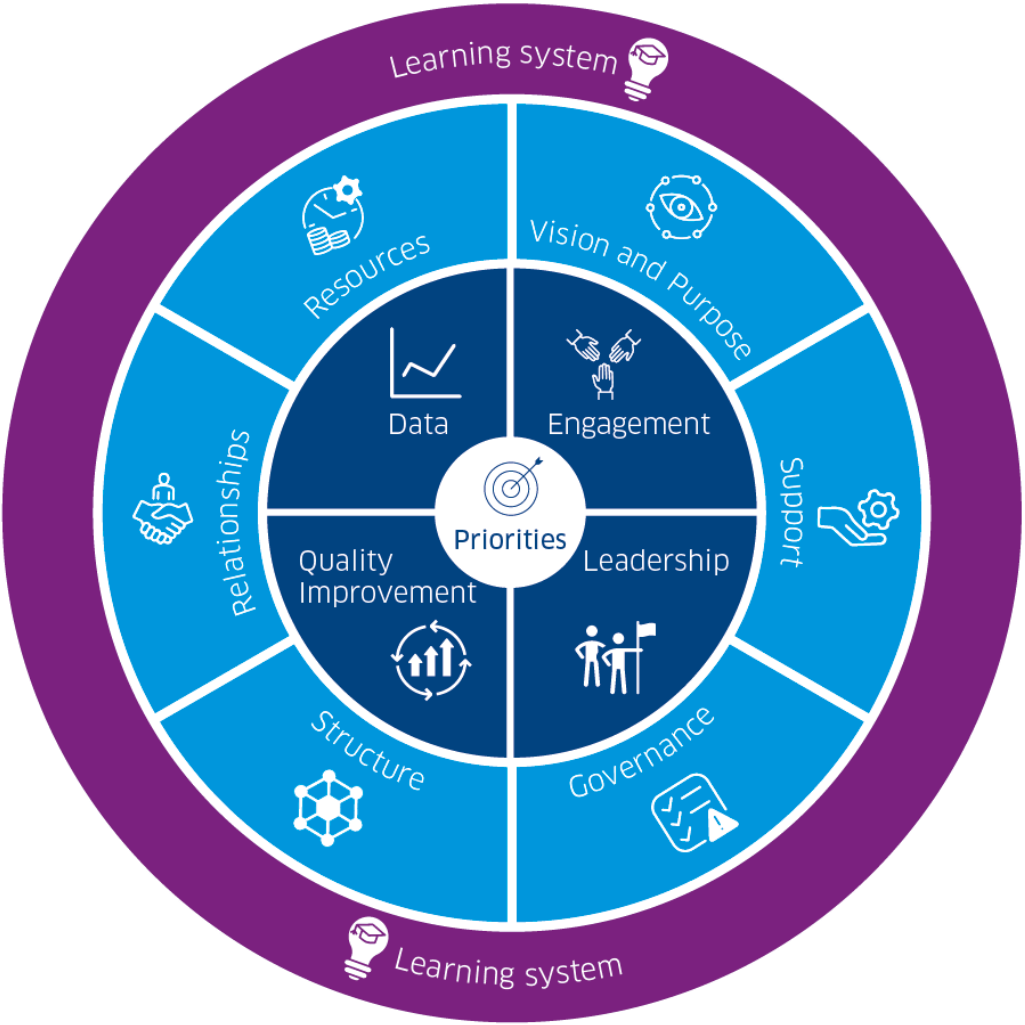 Learning system
Resources
Vision and Purpose
Data
Engagement
Relationships
Support
Priorities
Quality
Improvement
Leadership
Structure
Governance
Learning system